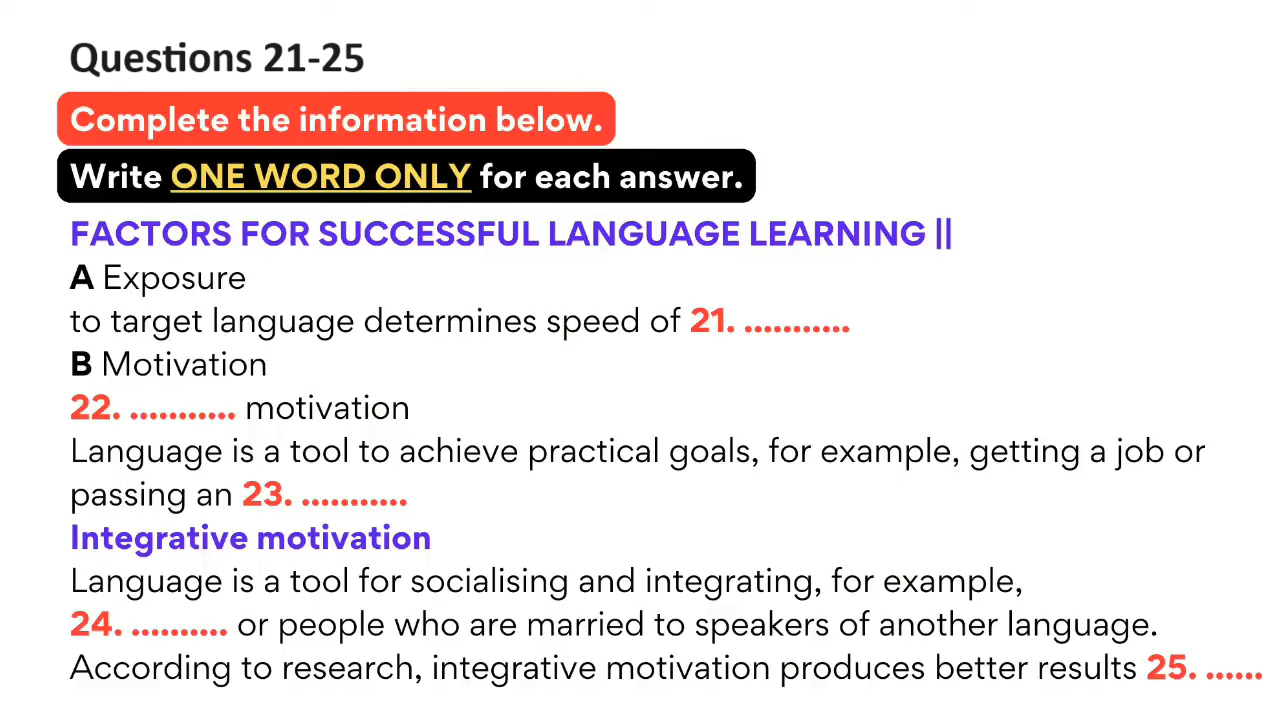 Questions 21-25
Complete the information below.
Write ONE WORD ONLY for each answer.
FACTORS FOR SUCCESSFUL LANGUAGE LEARNING ||
A Exposure
to target language determines speed of 21. ...........
B Motivation
22. ........... motivation
Language is a tool to achieve practical goals, for example, getting a job or
passing an 23. ...........
Integrative motivation
Language is a tool for socialising and integrating, for example,
24. .......... or people who are married to speakers of another language.
According to research, integrative motivation produces better results 25. ......